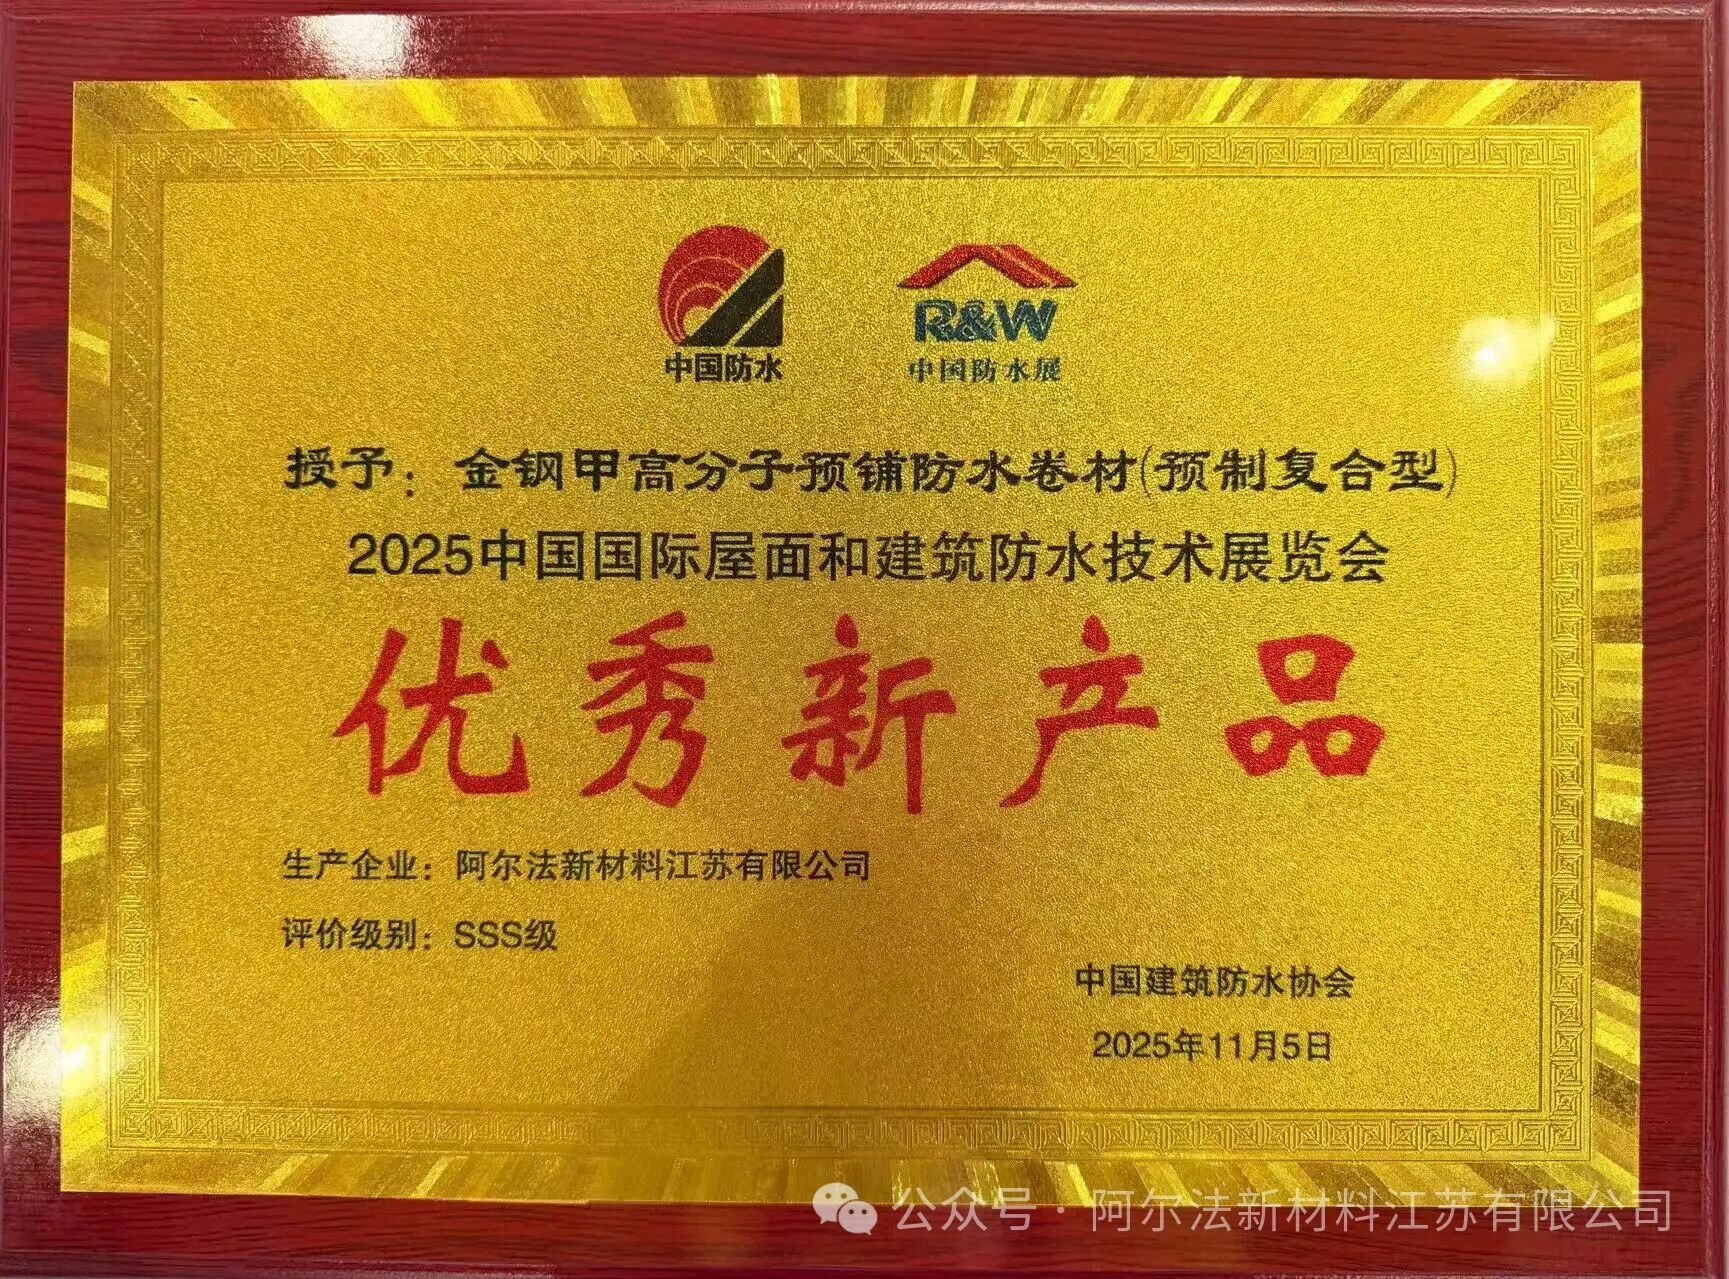 中国防水
R&W
中国防水展
授予：金钢甲高分子预铺防水卷材(预制复合型)
2025中国国际屋面和建筑防水技术展览会
优秀新产品
生产企业：阿尔法新材料江苏有限公司
评价级别：SSS级
中国建筑防水协会
2025年11月5日
公众号·阿尔法新材料江苏有限公司